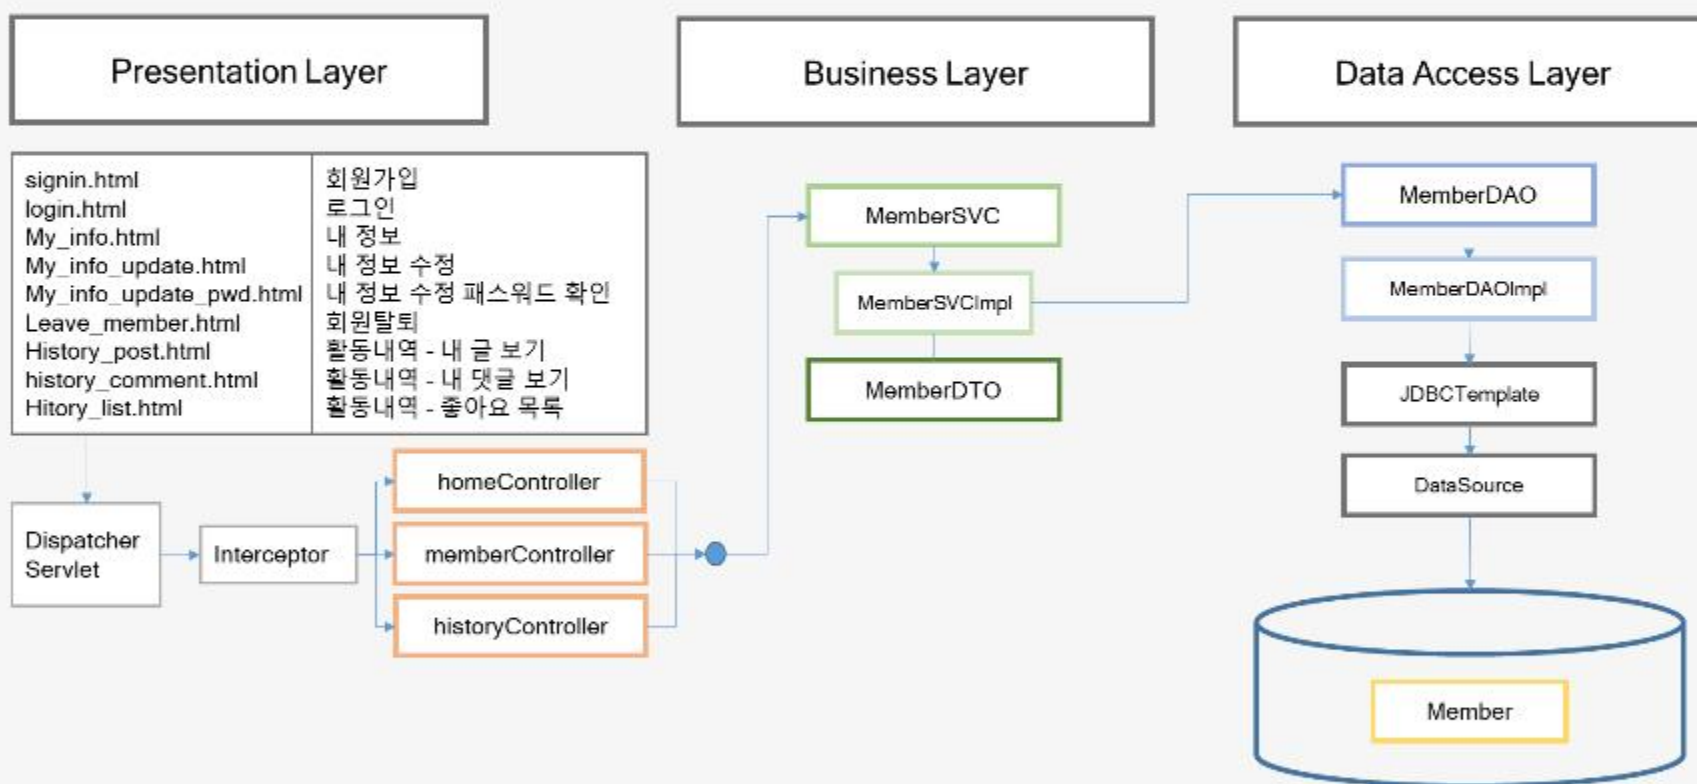 Presentation Layer
Business Layer
Data Access Layer
signin.html 회원가입
login.html 로그인
My_info.html 내 정보
My_info_update.html 내 정보 수정
My_info_update_pwd.html 내 정보 수정 패스워드 확인
Leave_member.html 회원탈퇴
History_post.html 활동내역 - 내 글 보기
history_comment.html 활동내역 - 내 댓글 보기
Hitory_list.html 활동내역 - 좋아요 목록
Dispatcher
Servlet
Interceptor
homeController
memberController
historyController
MemberSVC
MemberSVCImpl
MemberDTO
MemberDAO
MemberDAOImpl
JDBCTemplate
DataSource
Member